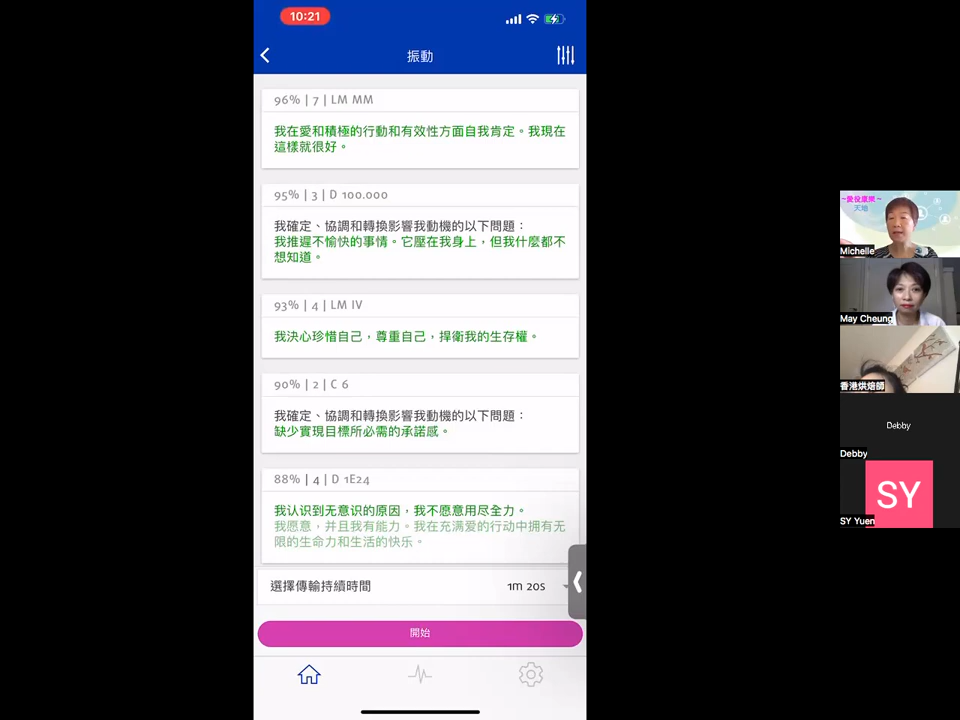 10:21
振動
96% | 7 | LM MM
我在愛和積極的行動和有效性方面自我肯定。我現在
這樣就很好。
95% | 3 | D 100.000
我確定、協調和轉換影響我動機的以下問題：
我推遲不愉快的事情。它壓在我身上，但我什麼都不
想知道。
93% | 4 | LM IV
我決心珍惜自己，尊重自己，捍衛我的生存權。
90% | 2 | C 6
我確定、協調和轉換影響我動機的以下問題：
缺少實現目標所必需的承諾感。
88% | 4 | D 1E24
我认识到无意识的原因，我不愿意用尽全力。
我愿意，并且我有能力。我在充满爱的行动中拥有无
限的生命力和生活的快乐。
選擇傳輸持續時間
1m 20s
開始
天地
Michelle
May Cheung
香港烘焙師
Debby
Debby
SY
SY Yuen